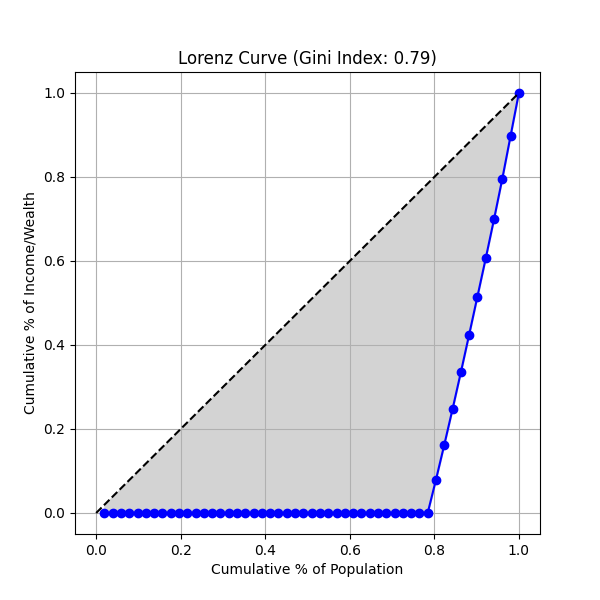 Lorenz Curve (Gini Index: 0.79)
Cumulative % of Income/Wealth
1.0
0.8
0.6
0.4
0.2
0.0
0.0 0.2 0.4 0.6 0.8 1.0
Cumulative % of Population